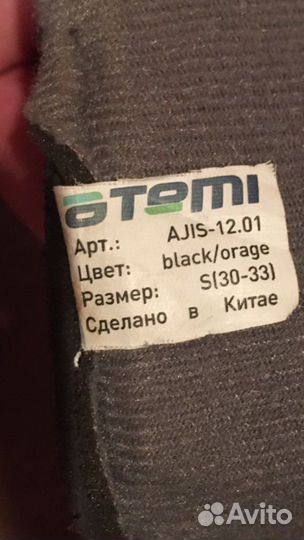 aTemi
Арт.: AJIS-12.01
Цвет: black/orage
Размер: S(30-33)
Сделано в Китае
Avito